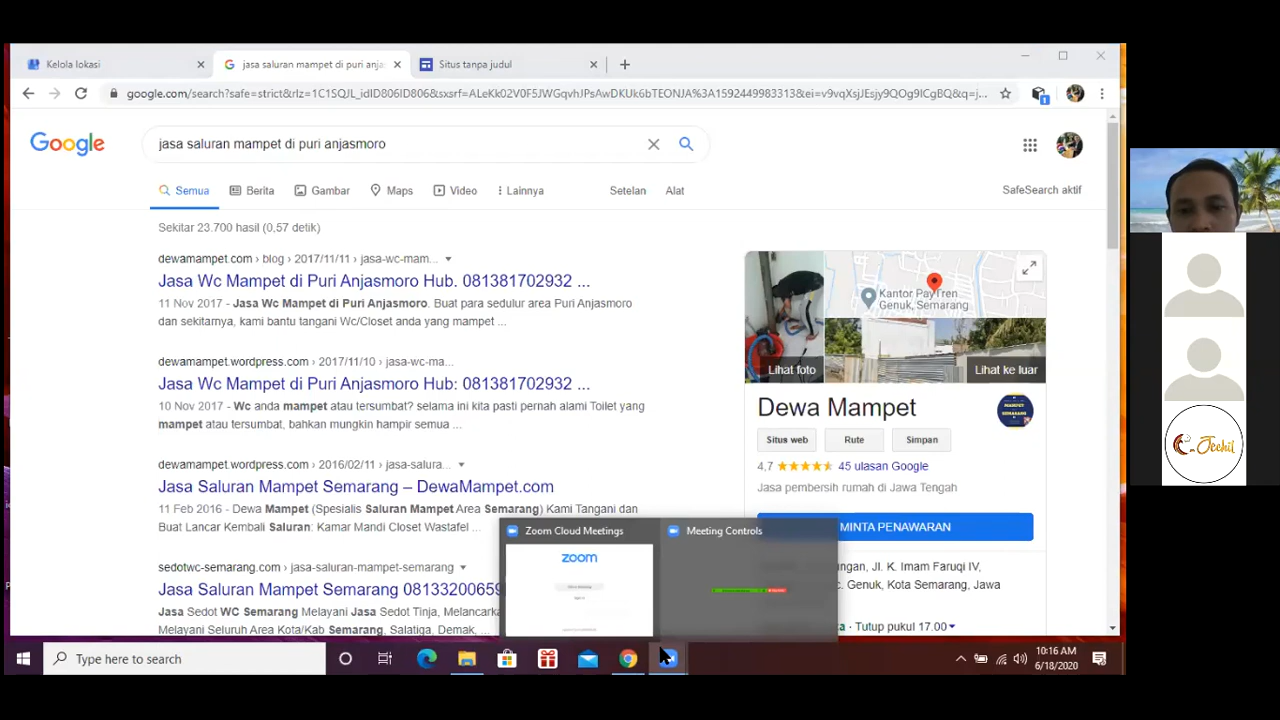 Kelola lokasi
jasa saluran mampet di puri anja
Situs tanpa judul
google.com/search?safe=strict&rlz=1C1SQJL_idID806ID806&sxsrf=ALeKk02V0F5JWGqvhJPsAwDKUk6bTEONJA%3A1592449983313&ei=v9vqXsjJEsjy9QOg9ICgBQ&q=j...
Google
jasa saluran mampet di puri anjasmoro
Semua
Berita
Gambar
Maps
Video
Lainnya
Setelan
Alat
SafeSearch aktif
Sekitar 23.700 hasil (0,57 detik)
dewamampet.com › blog › 2017/11/11 › jasa-wc-mam...
Jasa Wc Mampet di Puri Anjasmoro Hub. 081381702932 ...
11 Nov 2017 - Jasa Wc Mampet di Puri Anjasmoro. Buat para sedulur area Puri Anjasmoro
dan sekitarnya, kami bantu tangani Wc/Closet anda yang mampet ...
dewamampet.wordpress.com › 2017/11/10 › jasa-wc-ma...
Jasa Wc Mampet di Puri Anjasmoro Hub: 081381702932 ...
10 Nov 2017 - Wc anda mampet atau tersumbat? selama ini kita pasti pernah alami Toilet yang
mampet atau tersumbat, bahkan mungkin hampir semua ...
dewamampet.wordpress.com › 2016/02/11 › jasa-salura...
Jasa Saluran Mampet Semarang – DewaMampet.com
11 Feb 2016 - Dewa Mampet (Spesialis Saluran Mampet Area Semarang) Kami Tangani dan
Buat Lancar Kembali Saluran: Kamar Mandi Closet Wastafel ...
sedotwc-semarang.com › jasa-saluran-mampet-semarang
Jasa Saluran Mampet Semarang 0813320065
Jasa Sedot WC Semarang Melayani Jasa Sedot Tinja, Melancarka
Melayani Seluruh Area Kota/Kab Semarang, Salatiga, Demak,
Kantor PayTren
Genuk, Semarang
Lihat foto
Lihat ke luar
Dewa Mampet
MAMPET
SEMARANG
Situs web
Rute
Simpan
4,7
45 ulasan Google
Jasa pembersih rumah di Jawa Tengah
MINTA PENAWARAN
ngan, Jl. K. Imam Faruqi IV,
c. Genuk, Kota Semarang, Jawa
Tutup pukul 17.00
Zoom Cloud Meetings
Meeting Controls
zoom
Type here to search
10:16 AM
6/18/2020
Jechil